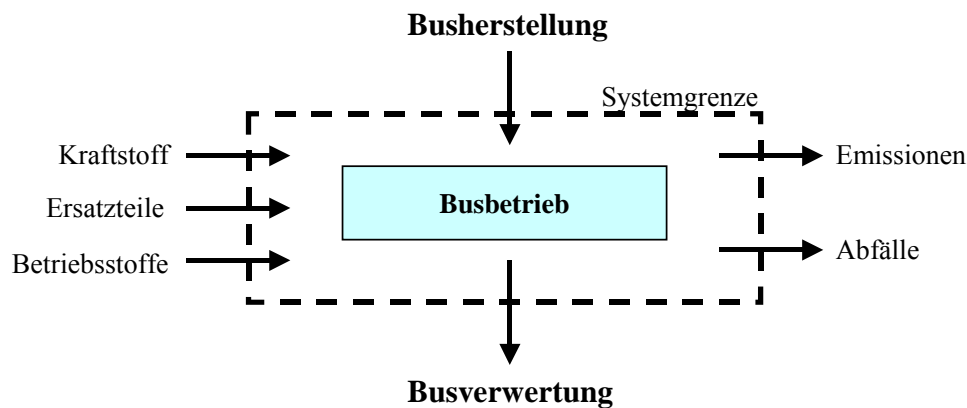 Busherstellung
Systemgrenze
Kraftstoff
Emissionen
Ersatzteile
Busbetrieb
Betriebsstoffe
Abfälle
Busverwertung